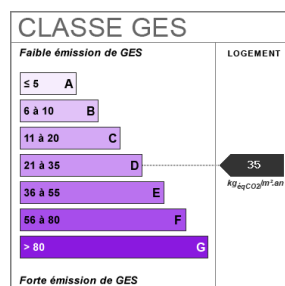 CLASSE GES
Faible émission de GES
LOGEMENT
≤ 5 A
6 à 10 B
11 à 20 C
21 à 35 D
35
kgéqCO2/m².an
36 à 55 E
56 à 80 F
> 80 G
Forte émission de GES